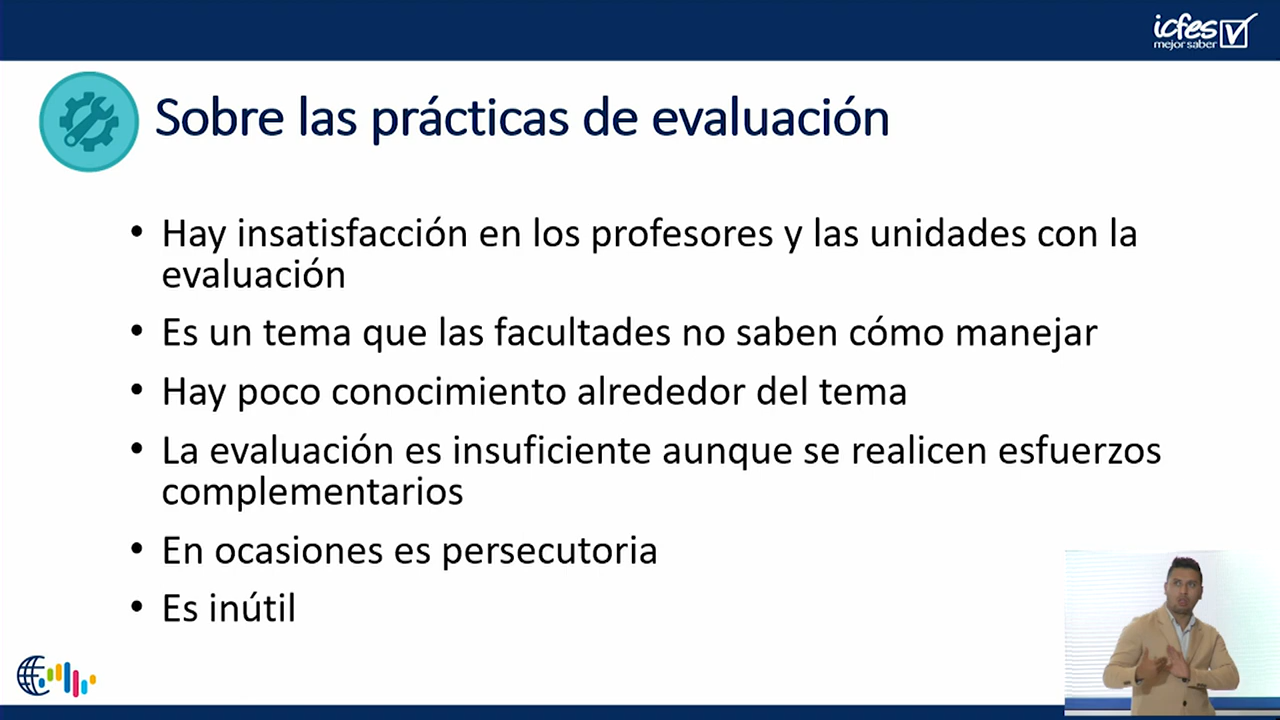 icfes
mejor saber
Sobre las prácticas de evaluación
• Hay insatisfacción en los profesores y las unidades con la
evaluación
• Es un tema que las facultades no saben cómo manejar
• Hay poco conocimiento alrededor del tema
• La evaluación es insuficiente aunque se realicen esfuerzos
complementarios
• En ocasiones es persecutoria
• Es inútil